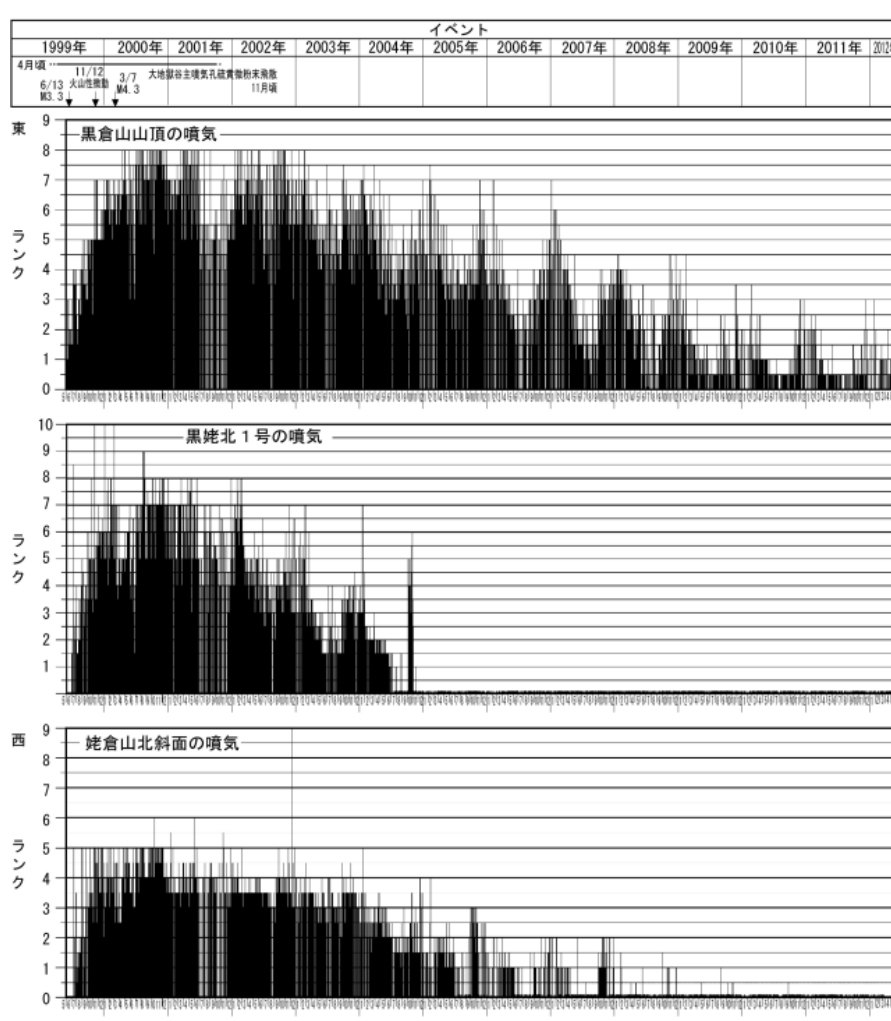 イベント
1999年 2000年 2001年 2002年 2003年 2004年 2005年 2006年 2007年 2008年 2009年 2010年 2011年 2012
4月頃
11/12 3/7 大地獄谷主噴気孔硫黄微粉末飛散
6/13 火山性微動 M4.3 11月頃
M3.3
東
黒倉山山頂の噴気
ランク
9
8
7
6
5
4
3
2
1
0
黒姥北1号の噴気
ランク
10
9
8
7
6
5
4
3
2
1
西
姥倉山北斜面の噴気
ランク
9
8
7
6
5
4
3
2
1
0